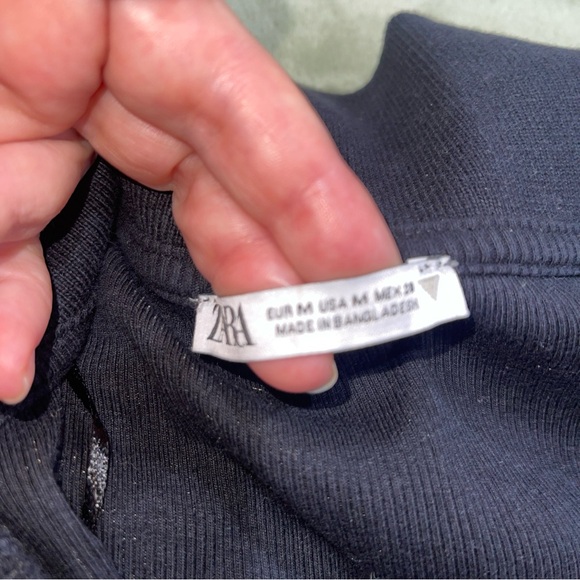 ZARA
EUR M USA M MEX 28
MADE IN BANGLADESH